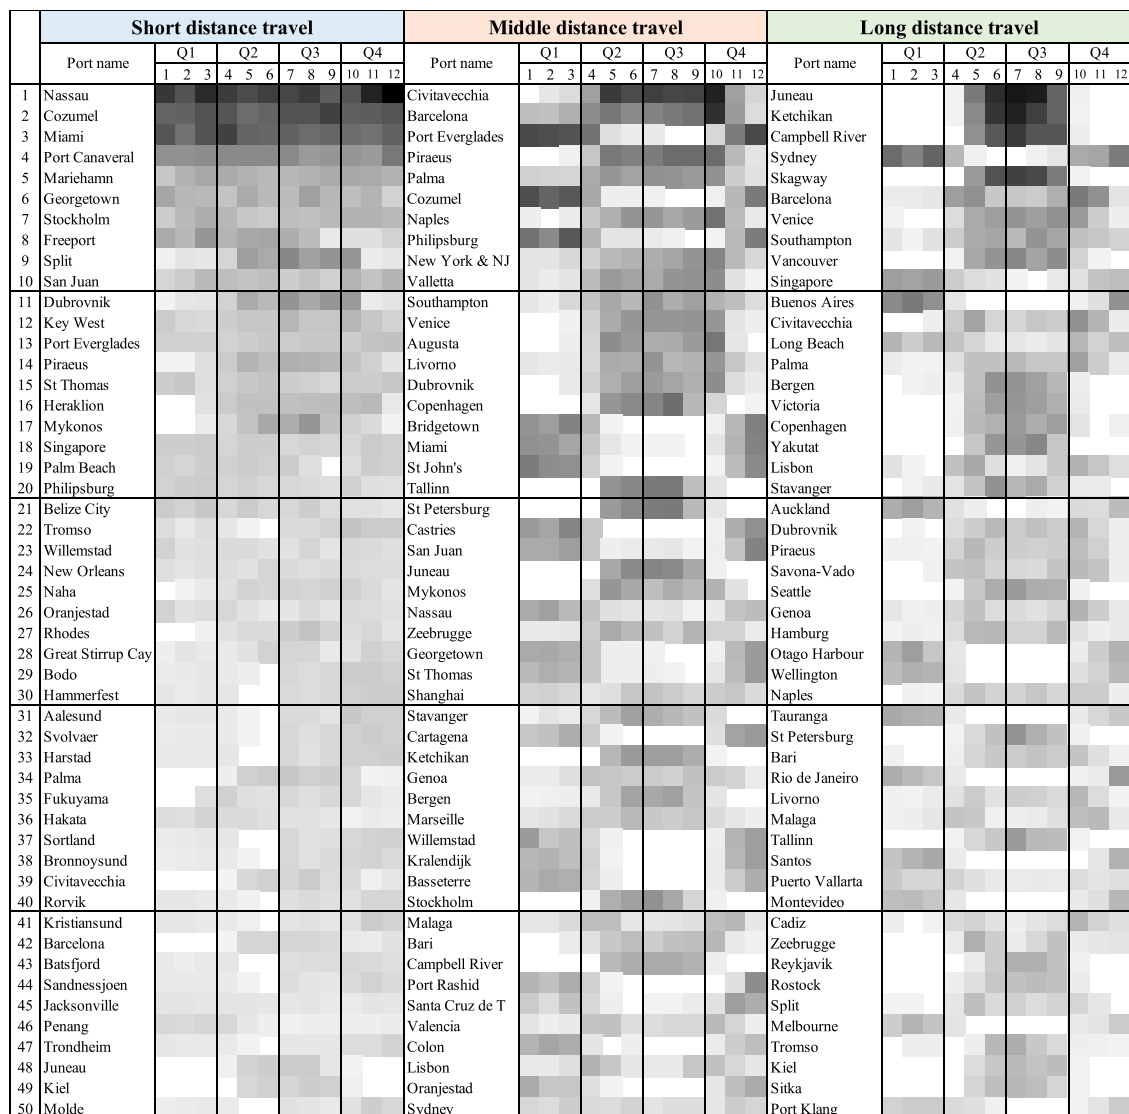 Short distance travel Middle distance travel Long distance travel
Port name Q1 Q2 Q3 Q4 Port name Q1 Q2 Q3 Q4 Port name Q1 Q2 Q3 Q4
1 2 3 4 5 6 7 8 9 10 11 12 1 2 3 4 5 6 7 8 9 10 11 12 1 2 3 4 5 6 7 8 9 10 11 12
1 Nassau Civitavecchia Juneau
2 Cozumel Barcelona Ketchikan
3 Miami Port Everglades Campbell River
4 Port Canaveral Piraeus Sydney
5 Mariehamn Palma Skagway
6 Georgetown Cozumel Barcelona
7 Stockholm Naples Venice
8 Freeport Philipsburg Southampton
9 Split New York & NJ Vancouver
10 San Juan Valletta Singapore
11 Dubrovnik Southampton Buenos Aires
12 Key West Venice Civitavecchia
13 Port Everglades Augusta Long Beach
14 Piraeus Livorno Palma
15 St Thomas Dubrovnik Bergen
16 Heraklion Copenhagen Victoria
17 Mykonos Bridgetown Copenhagen
18 Singapore Miami Yakutat
19 Palm Beach St John's Lisbon
20 Philipsburg Tallinn Stavanger
21 Belize City St Petersburg Auckland
22 Tromso Castries Dubrovnik
23 Willemstad San Juan Piraeus
24 New Orleans Juneau Savona-Vado
25 Naha Mykonos Seattle
26 Oranjestad Nassau Genoa
27 Rhodes Zeebrugge Hamburg
28 Great Stirrup Cay Georgetown Otago Harbour
29 Bodo St Thomas Wellington
30 Hammerfest Shanghai Naples
31 Aalesund Stavanger Tauranga
32 Svolvaer Cartagena St Petersburg
33 Harstad Ketchikan Bari
34 Palma Genoa Rio de Janeiro
35 Fukuyama Bergen Livorno
36 Hakata Marseille Malaga
37 Sortland Willemstad Tallinn
38 Bronnoysund Kralendijk Santos
39 Civitavecchia Basseterre Puerto Vallarta
40 Rorvik Stockholm Montevideo
41 Kristiansund Malaga Cadiz
42 Barcelona Bari Zeebrugge
43 Batsfjord Campbell River Reykjavik
44 Sandnessjoen Port Rashid Rostock
45 Jacksonville Santa Cruz de T Split
46 Penang Valencia Melbourne
47 Trondheim Colon Tromso
48 Juneau Lisbon Kiel
49 Kiel Oranjestad Sitka
50 Molde Sydney Port Klang